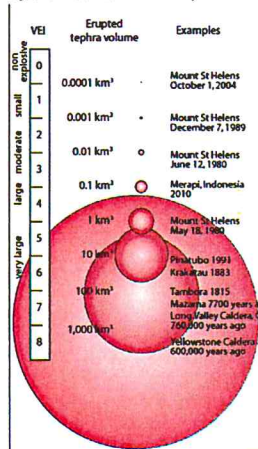 VEI Erupted tephra volume Examples
non explosive
small
moderate
large
very large
0
1
2
3
4
5
6
7
8
0.0001 km³
0.001 km³
0.01 km³
0.1 km³
1 km³
10 km³
100 km³
1,000 km³
Mount St Helens
October 1, 2004
Mount St Helens
December 7, 1989
Mount St Helens
June 12, 1980
Merapi, Indonesia
2010
Mount St Helens
May 18, 1980
Pinatubo 1991
Krakatau 1883
Tambora 1815
Mazama 7700 years
Long Valley Caldera,
760,000 years ago
Yellowstone Caldera
600,000 years ago